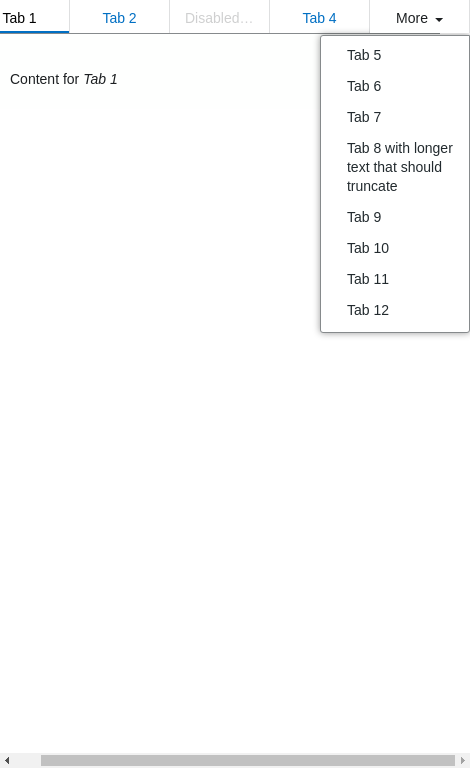 Tab 1 Tab 2 Disabled… Tab 4 More
Content for Tab 1
Tab 5
Tab 6
Tab 7
Tab 8 with longer
text that should
truncate
Tab 9
Tab 10
Tab 11
Tab 12